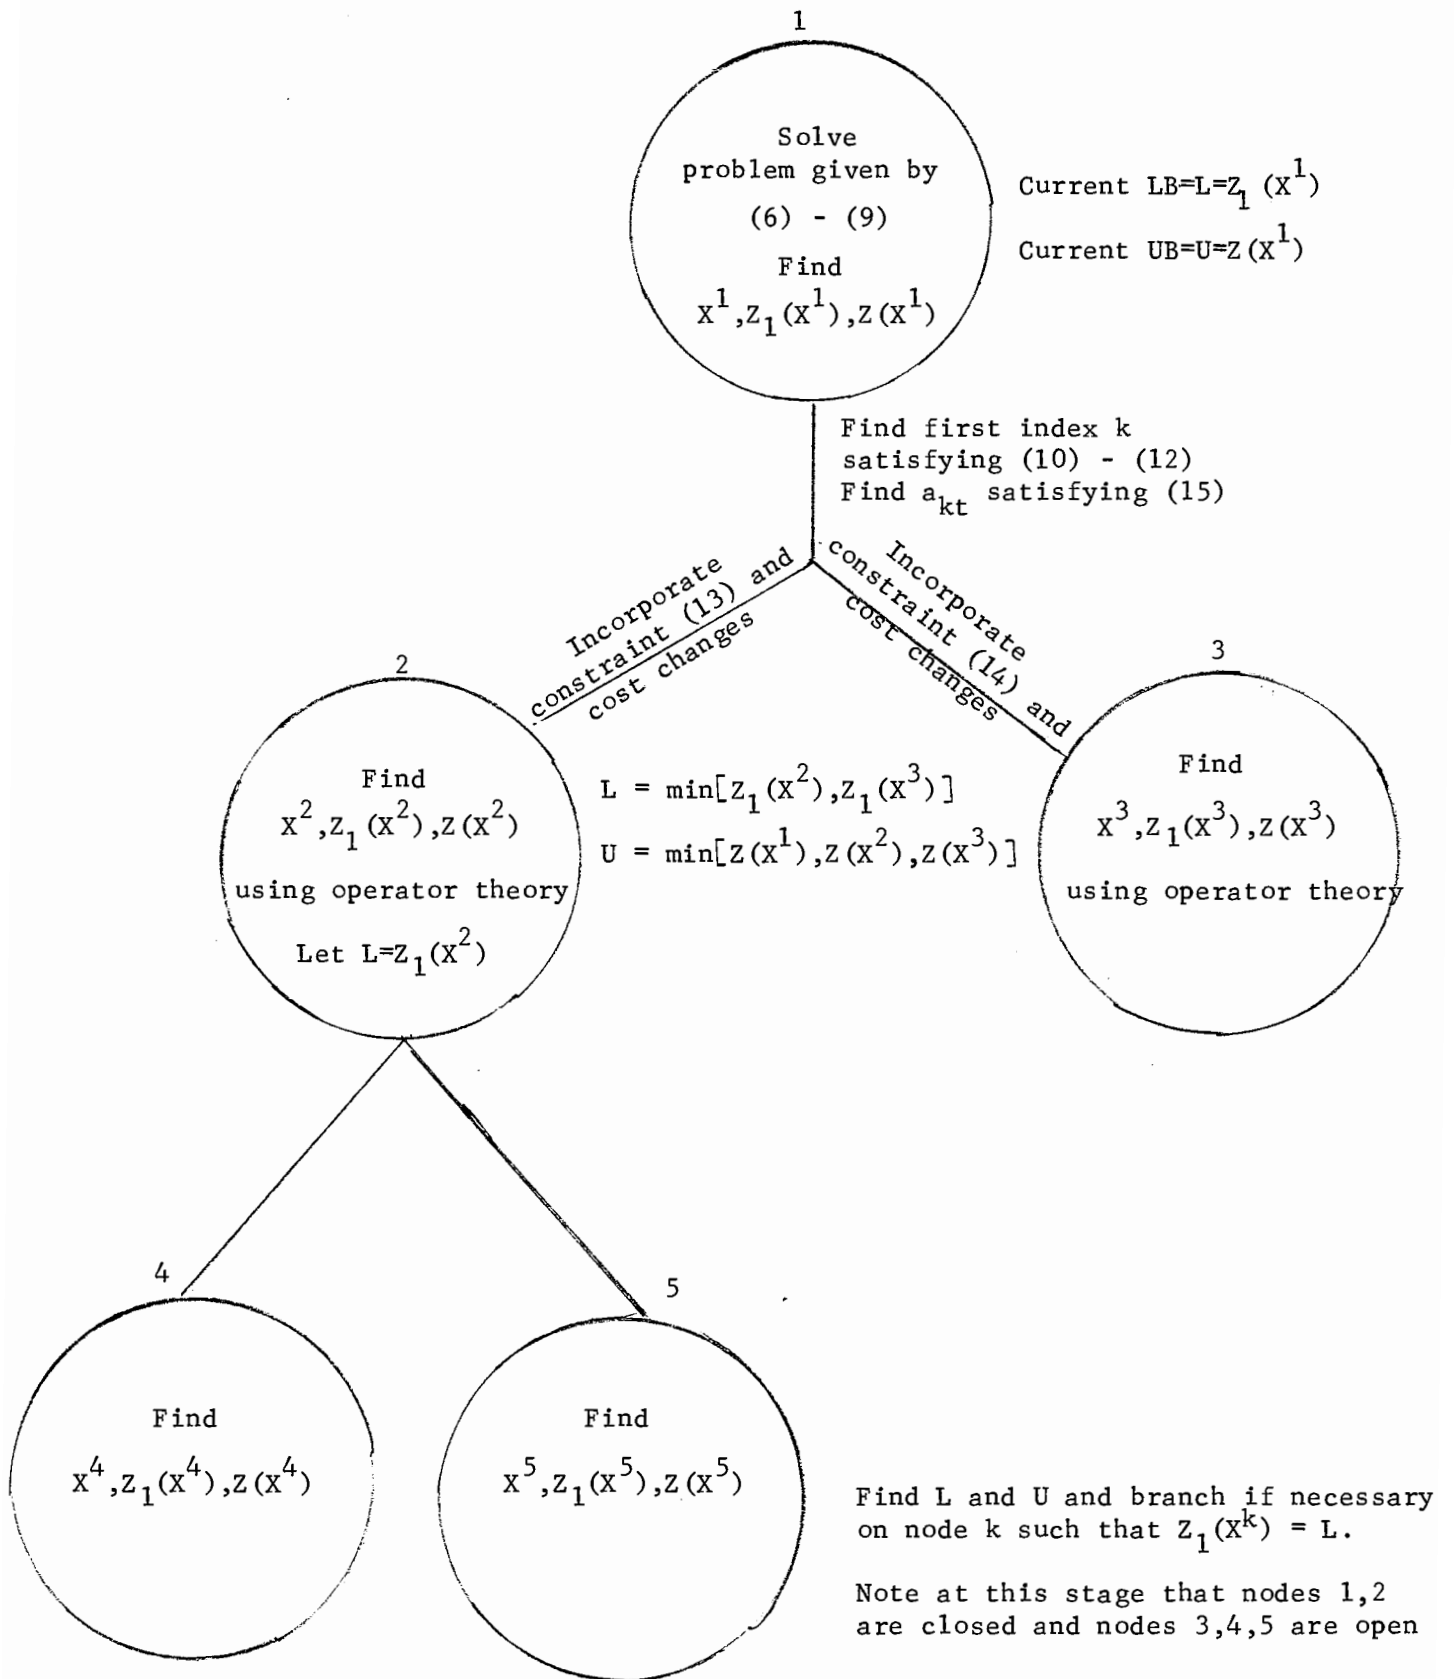 1
Solve
problem given by
(6) - (9)
Find
X^1,Z_1(X^1),Z(X^1)
Current LB=L=Z_1(X^1)
Current UB=U=Z(X^1)
Find first index k
satisfying (10) - (12)
Find a_kt satisfying (15)
Incorporate
constraint (13) and
cost changes
Incorporate
constraint (14) and
cost changes
2
Find
X^2,Z_1(X^2),Z(X^2)
using operator theory
Let L=Z_1(X^2)
L = min[Z_1(X^2),Z_1(X^3)]
U = min[Z(X^1),Z(X^2),Z(X^3)]
3
Find
X^3,Z_1(X^3),Z(X^3)
using operator theory
4
Find
X^4,Z_1(X^4),Z(X^4)
5
Find
X^5,Z_1(X^5),Z(X^5)
Find L and U and branch if necessary
on node k such that Z_1(X^k) = L.
Note at this stage that nodes 1,2
are closed and nodes 3,4,5 are open